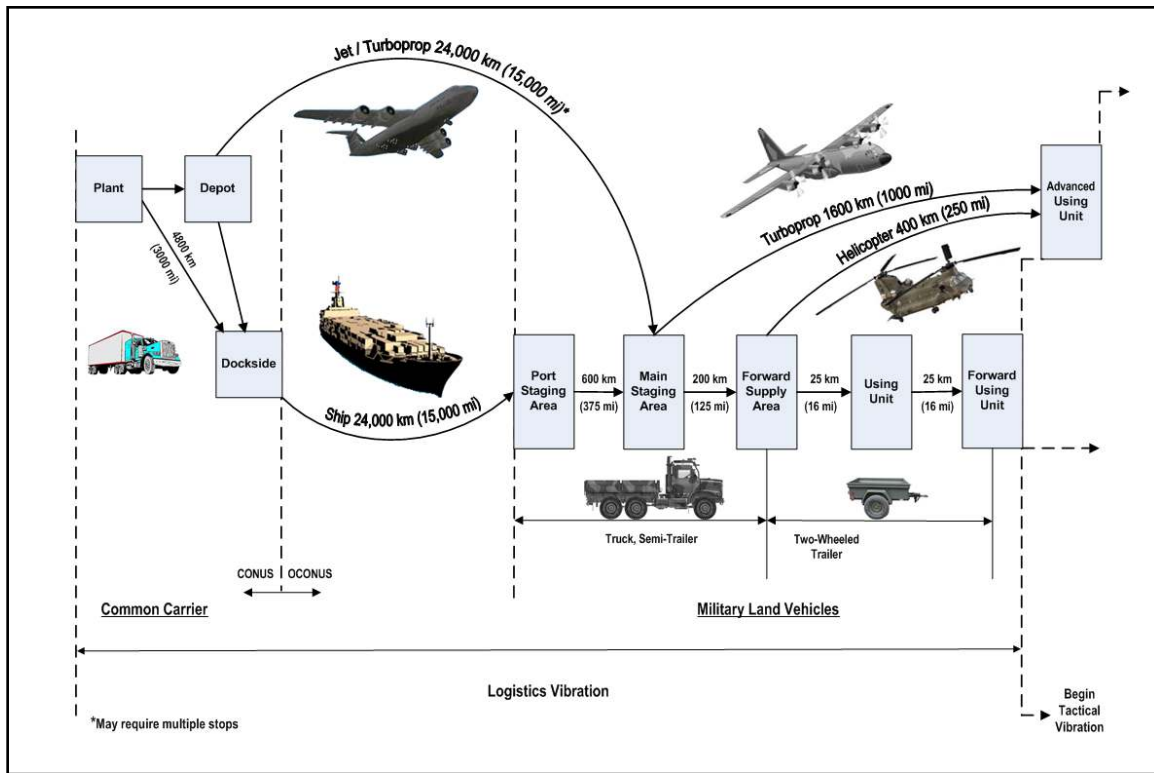 Jet / Turboprop 24,000 km (15,000 mi)*
Plant
Depot
4800 km
(3000 mi)
Dockside
Ship 24,000 km (15,000 mi)
Turboprop 1600 km (1000 mi)
Helicopter 400 km (250 mi)
Advanced
Using
Unit
Port
Staging
Area
600 km
(375 mi)
Main
Staging
Area
200 km
(125 mi)
Forward
Supply
Area
25 km
(16 mi)
Using
Unit
25 km
(16 mi)
Forward
Using
Unit
Truck, Semi-Trailer
Two-Wheeled
Trailer
CONUS
OCONUS
Common Carrier
Military Land Vehicles
Logistics Vibration
*May require multiple stops
Begin
Tactical
Vibration